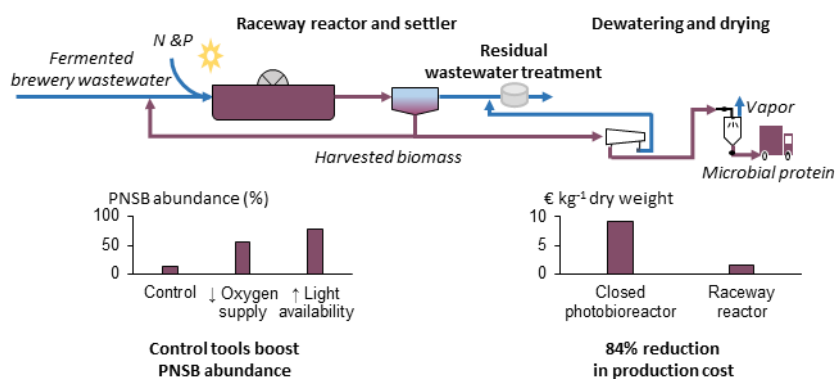 Raceway reactor and settler
Dewatering and drying
N &P
Fermented
brewery wastewater
Residual
wastewater treatment
Vapor
Harvested biomass
Microbial protein
PNSB abundance (%)
100
50
0
Control
↓ Oxygen
supply
↑ Light
availability
Control tools boost
PNSB abundance
€ kg⁻¹ dry weight
10
5
0
Closed
photobioreactor
Raceway
reactor
84% reduction
in production cost